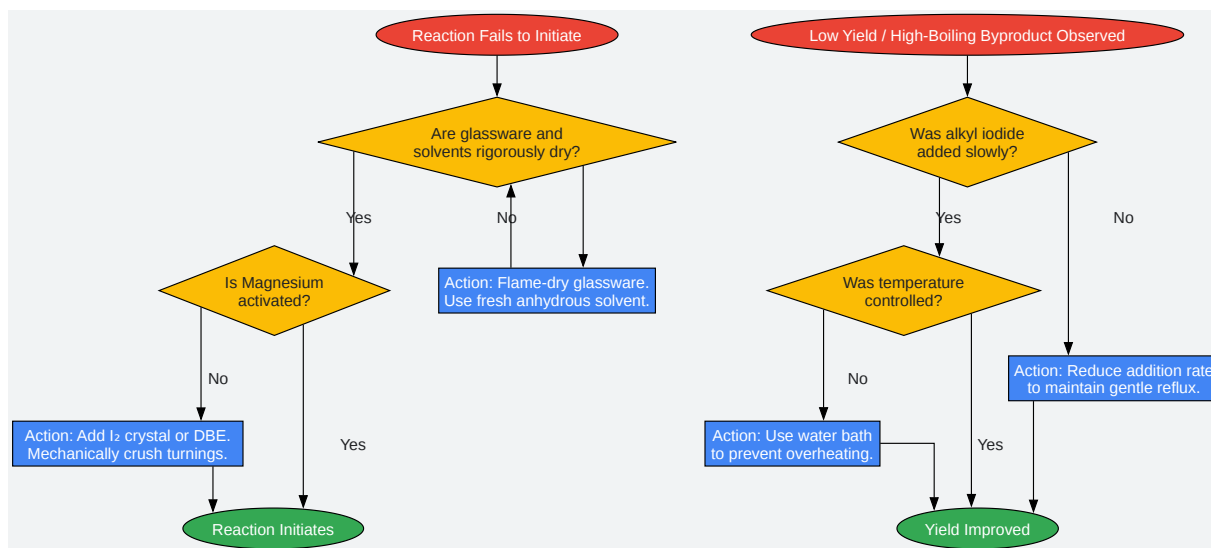 Reaction Fails to Initiate
Low Yield / High-Boiling Byproduct Observed
Are glassware and
solvents rigorously dry?
Was alkyl iodide
added slowly?
Yes
No
Yes
No
Is Magnesium
activated?
Action: Flame-dry glassware.
Use fresh anhydrous solvent.
Was temperature
controlled?
No
No
Action: Reduce addition rate
to maintain gentle reflux.
Action: Add I₂ crystal or DBE.
Mechanically crush turnings.
Yes
Action: Use water bath
to prevent overheating.
Yes
Reaction Initiates
Yield Improved